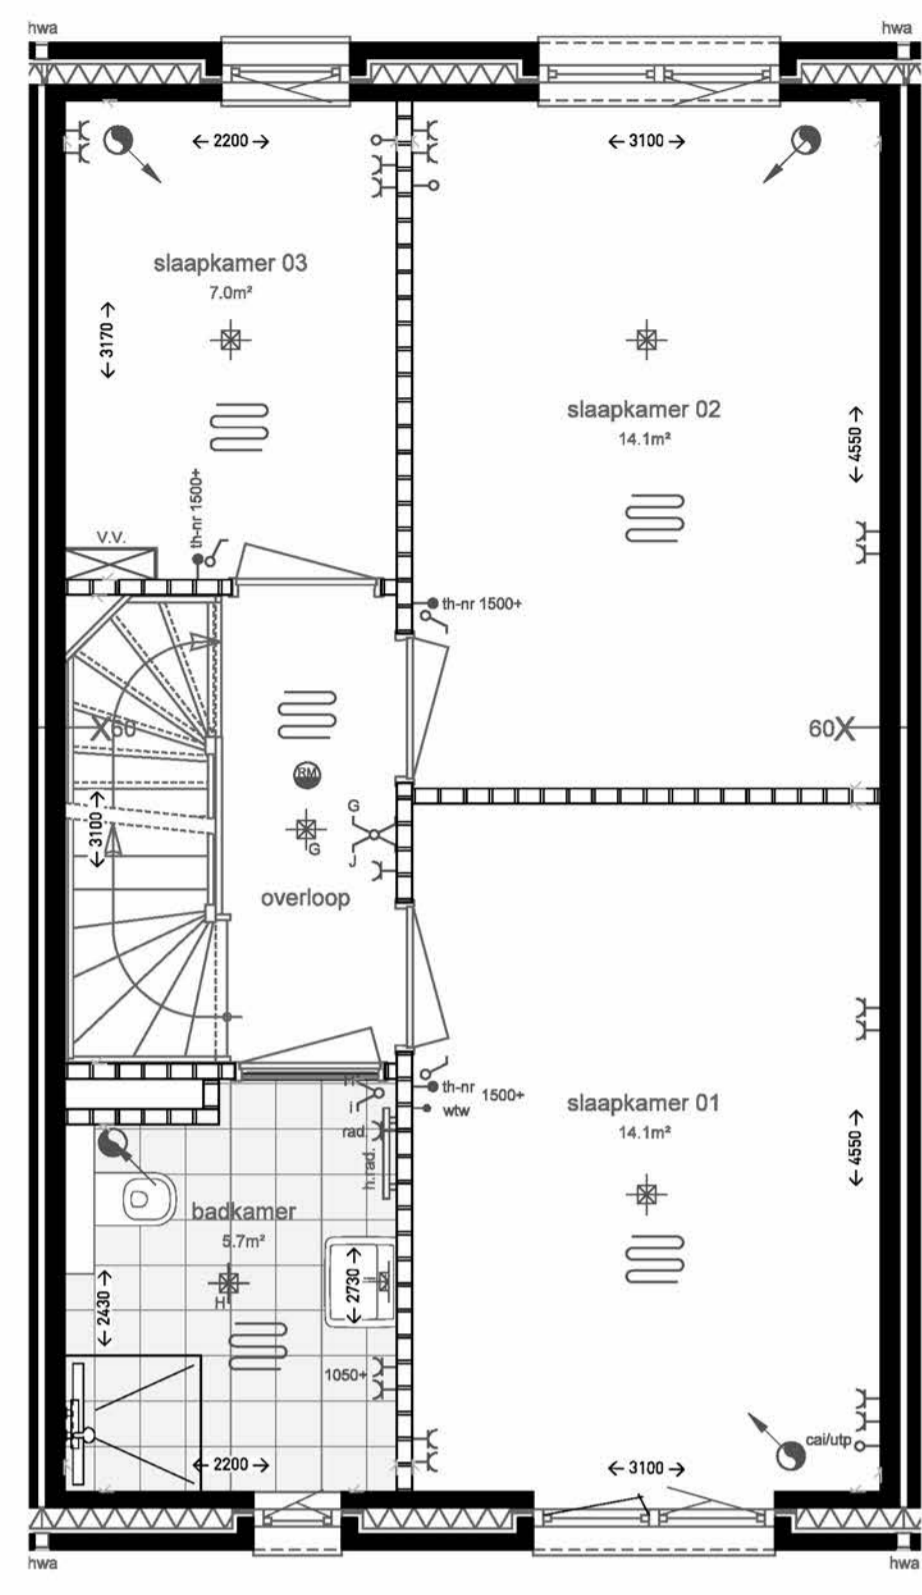 hwa
hwa
2200
3100
slaapkamer 03
7.0m²
3170
slaapkamer 02
14.1m²
4550
th-nr 1500+
V.V.
th-nr 1500+
X60
60X
RM
3100
G
G
J
overloop
H
i
th-nr 1500+
wtw
rad.
h.rad.
slaapkamer 01
14.1m²
4550
badkamer
5.7m²
2430
H
2730
1050+
cai/utp
2200
3100
hwa
hwa